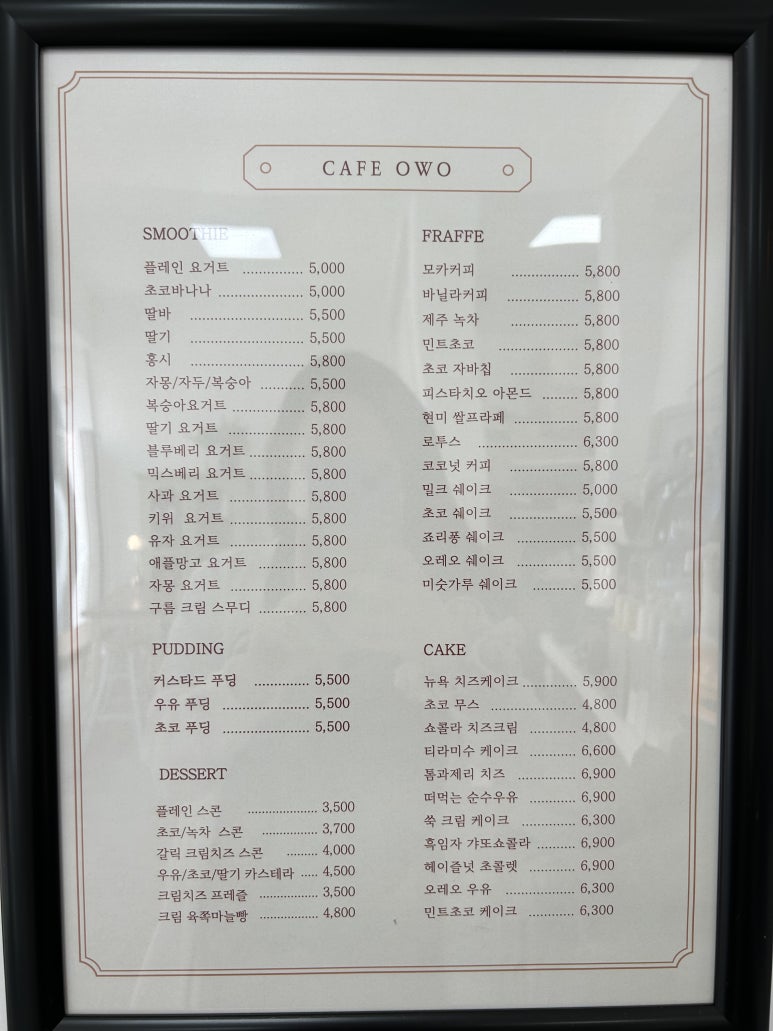 CAFE OWO
SMOOTHIE
플레인 요거트 ............... 5,000
초코바나나 ..................... 5,000
딸바 ............................ 5,500
딸기 ............................ 5,500
홍시 ............................ 5,800
자몽/자두/복숭아 ........... 5,500
복숭아요거트 .................. 5,800
딸기 요거트 ................... 5,800
블루베리 요거트 .............. 5,800
믹스베리 요거트 .............. 5,800
사과 요거트 ................... 5,800
키위 요거트 ................... 5,800
유자 요거트 ................... 5,800
애플망고 요거트 .............. 5,800
자몽 요거트 ................... 5,800
구름 크림 스무디 ............ 5,800
PUDDING
커스타드 푸딩 .............. 5,500
우유 푸딩 ..................... 5,500
초코 푸딩 ..................... 5,500
DESSERT
플레인 스콘 .................. 3,500
초코/녹차 스콘 .............. 3,700
갈릭 크림치즈 스콘 ......... 4,000
우유/초코/딸기 카스테라 ..... 4,500
크림치즈 프레즐 .............. 3,500
크림 육쪽마늘빵 .............. 4,800
FRAFFE
모카커피 ................. 5,800
바닐라커피 .................. 5,800
제주 녹차 ................. 5,800
민트초코 .................... 5,800
초코 자바칩 ................. 5,800
피스타치오 아몬드 ......... 5,800
현미 쌀프라페 ................ 5,800
로투스 ......................... 6,300
코코넛 커피 ................. 5,800
밀크 쉐이크 ................. 5,000
초코 쉐이크 ................. 5,500
죠리퐁 쉐이크 ............... 5,500
오레오 쉐이크 ............... 5,500
미숫가루 쉐이크 ........... 5,500
CAKE
뉴욕 치즈케이크 .............. 5,900
초코 무스 ..................... 4,800
쇼콜라 치즈크림 ............ 4,800
티라미수 케이크 ............ 6,600
톰과제리 치즈 ............... 6,900
떠먹는 순수우유 ............ 6,900
쑥 크림 케이크 .............. 6,300
흑임자 갸또쇼콜라 .......... 6,900
헤이즐넛 초콜렛 ............ 6,900
오레오 우유 .................. 6,300
민트초코 케이크 ............ 6,300